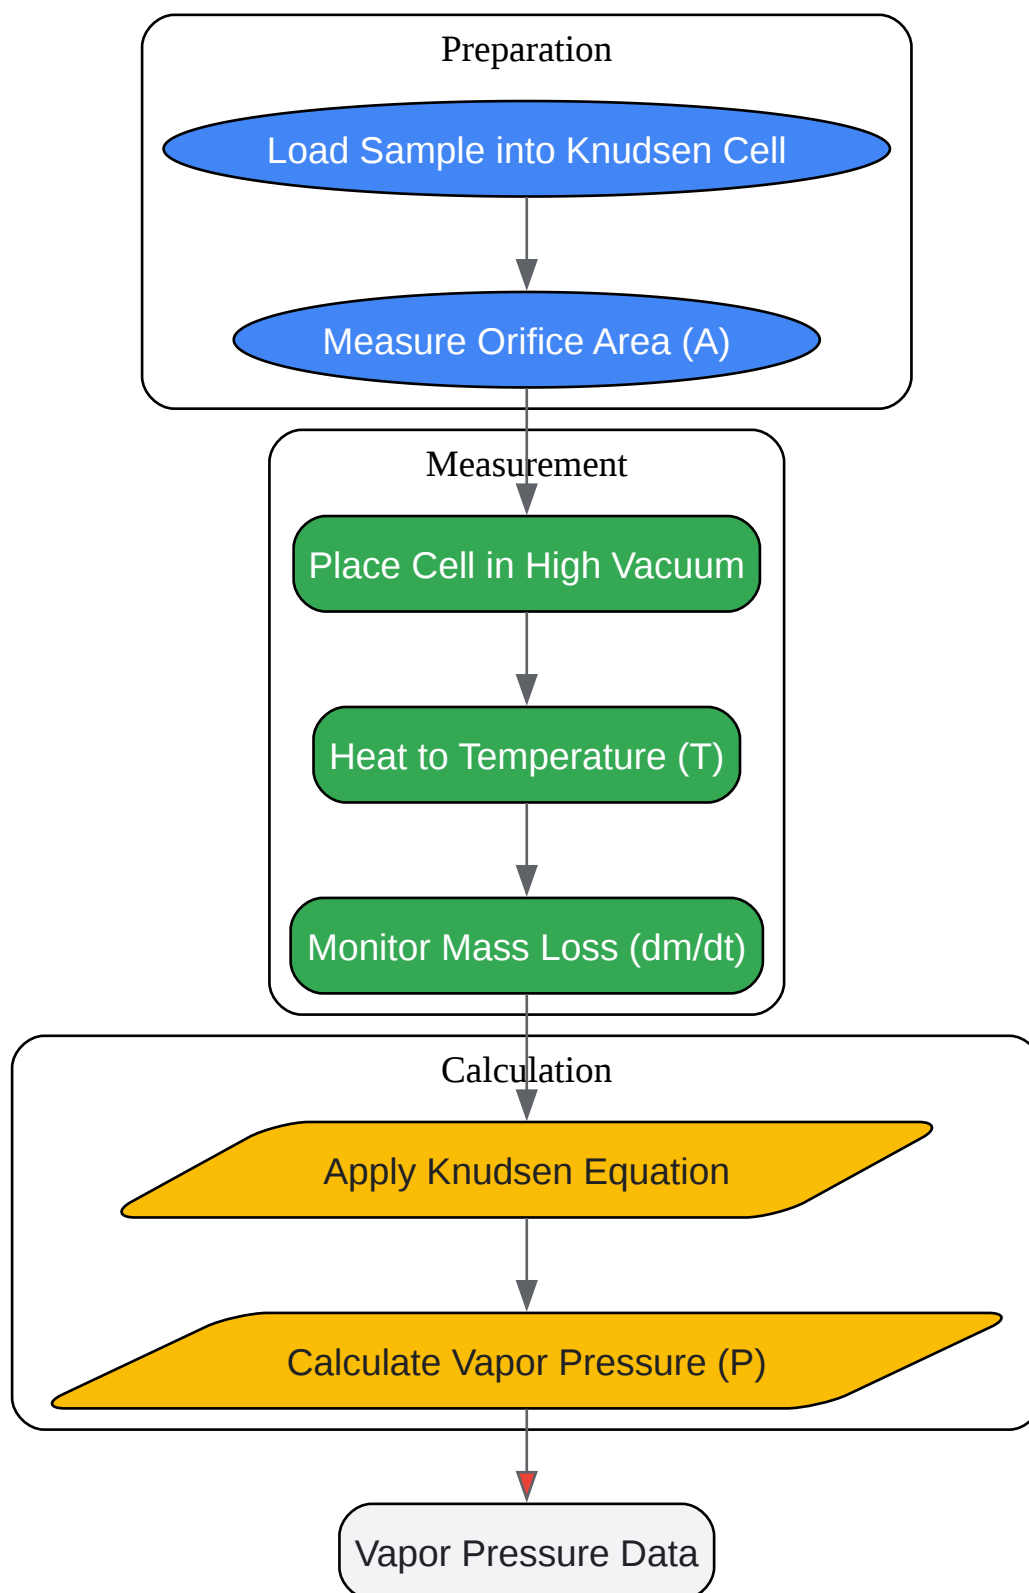 Preparation
Load Sample into Knudsen Cell
Measure Orifice Area (A)
Measurement
Place Cell in High Vacuum
Heat to Temperature (T)
Monitor Mass Loss (dm/dt)
Calculation
Apply Knudsen Equation
Calculate Vapor Pressure (P)
Vapor Pressure Data